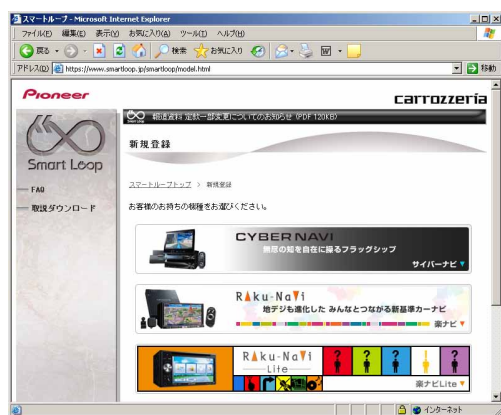 スマートループ - Microsoft Internet Explorer
ファイル(F) 編集(E) 表示(V) お気に入り(A) ツール(T) ヘルプ(H)
戻る 検索 お気に入り
アドレス(D) https://www.smartloop.jp/smartloop/model.html 移動
Pioneer carrozzeria
報道資料 定款一部変更についてのお知らせ (PDF 120KB)
Smart Loop
新規登録
FAQ
取説ダウンロード
スマートループトップ > 新規登録
お客様のお持ちの機種をお選びください。
CYBER NAVI
無尽の知を自在に操るフラッグシップ
サイバーナビ▼
RAku-NaVi
地デジも進化した みんなとつながる新基準カーナビ
楽ナビ▼
RAku-NaVi
Lite
? ? ? ! ?
楽ナビLite▼
インターネット